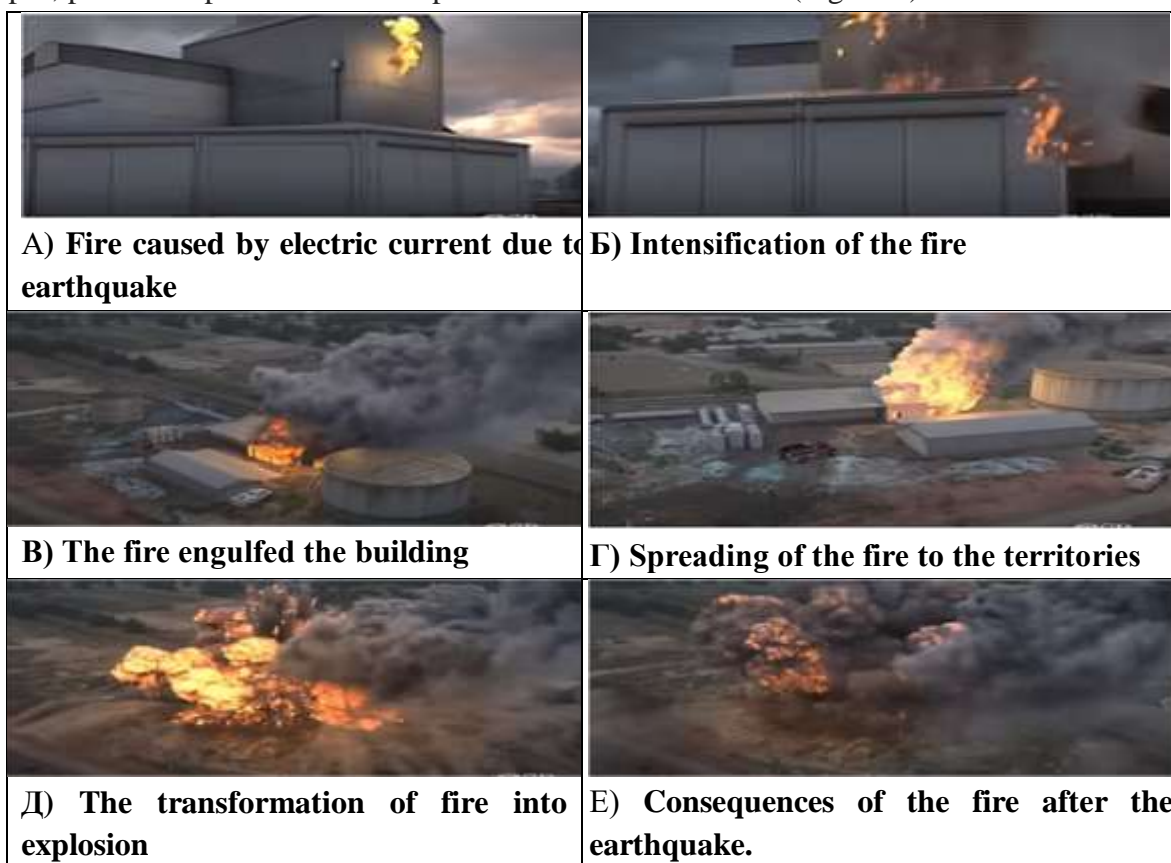 А) Fire caused by electric current due to
earthquake
Б) Intensification of the fire
В) The fire engulfed the building
Г) Spreading of the fire to the territories
Д) The transformation of fire into
explosion
Е) Consequences of the fire after the
earthquake.